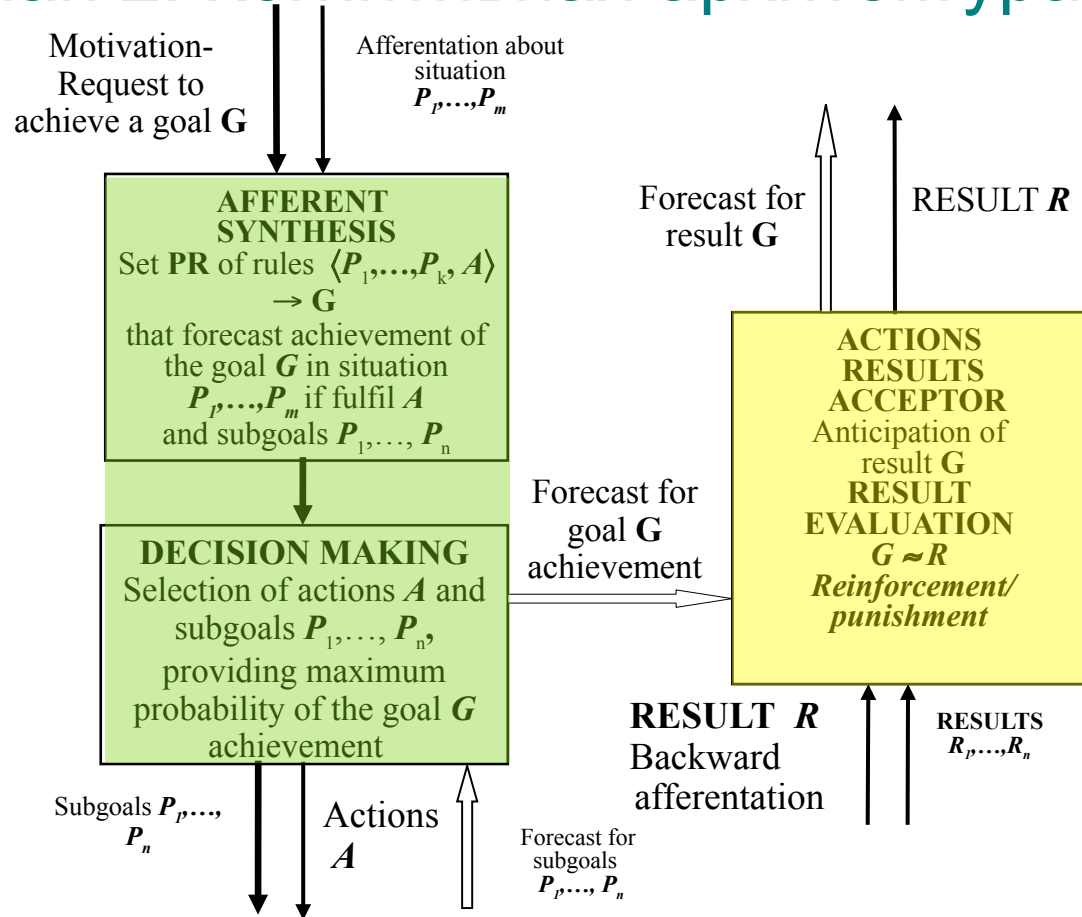 Motivation-
Request to
achieve a goal G
Afferentation about
situation
P1,…,Pm
AFFERENT
SYNTHESIS
Set PR of rules ⟨P1,…,Pk, A⟩
→ G
that forecast achievement of
the goal G in situation
P1,…,Pm if fulfil A
and subgoals P1,…, Pn
DECISION MAKING
Selection of actions A and
subgoals P1,…, Pn,
providing maximum
probability of the goal G
achievement
Subgoals P1,…,
Pn
Actions
A
Forecast for
subgoals
P1,…, Pn
Forecast for
goal G
achievement
Forecast for
result G
RESULT R
ACTIONS
RESULTS
ACCEPTOR
Anticipation of
result G
RESULT
EVALUATION
G ≈ R
Reinforcement/
punishment
RESULT R
Backward
afferentation
RESULTS
R1,…,Rn